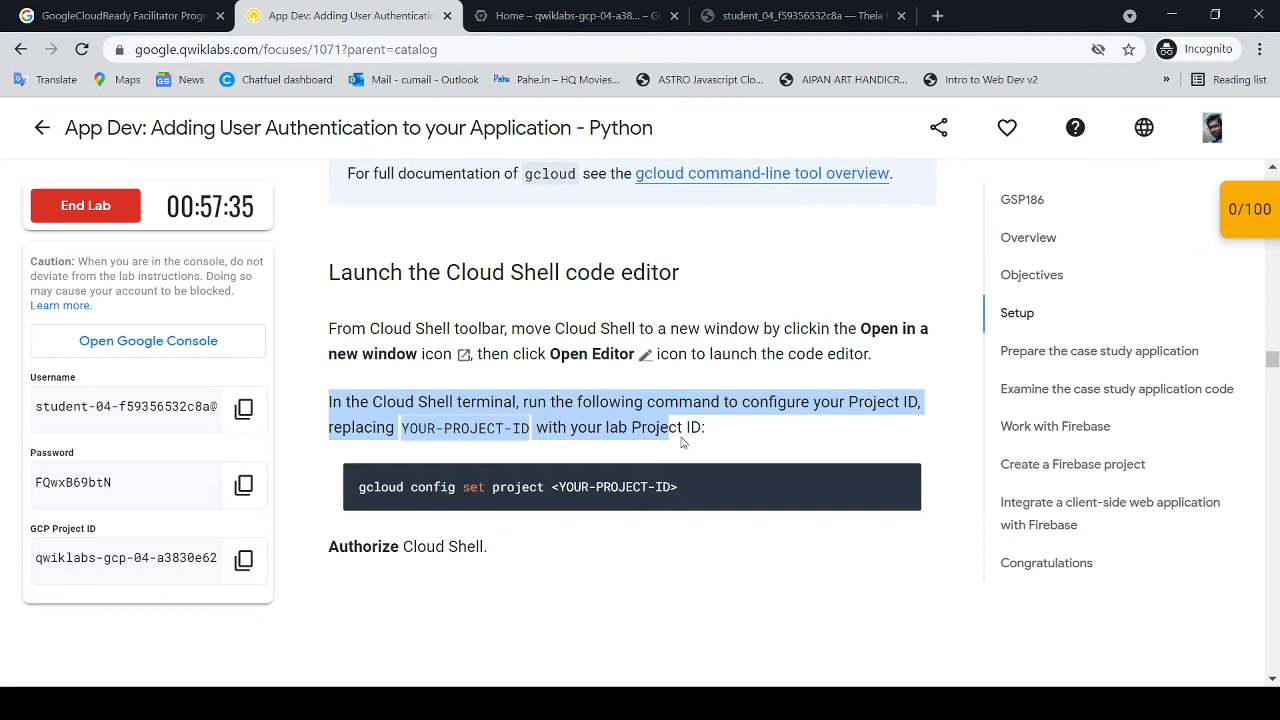 GoogleCloudReady Facilitator Progr
App Dev: Adding User Authenticatio
Home – qwiklabs-gcp-04-a38... – Go
student_04_f59356532c8a — Theia I
google.qwiklabs.com/focuses/1071?parent=catalog
Incognito
Translate
Maps
News
Chatfuel dashboard
Mail - cumail - Outlook
Pahe.in – HQ Movies...
ASTRO Javascript Clo...
AIPAN ART HANDICR...
Intro to Web Dev v2
»
Reading list
App Dev: Adding User Authentication to your Application - Python
End Lab
00:57:35
Caution: When you are in the console, do not
deviate from the lab instructions. Doing so
may cause your account to be blocked.
Learn more.
Open Google Console
Username
student-04-f59356532c8a@
Password
FQwxB69btN
GCP Project ID
qwiklabs-gcp-04-a3830e62
For full documentation of gcloud see the gcloud command-line tool overview.
Launch the Cloud Shell code editor
From Cloud Shell toolbar, move Cloud Shell to a new window by clickin the Open in a
new window icon , then click Open Editor icon to launch the code editor.
In the Cloud Shell terminal, run the following command to configure your Project ID,
replacing YOUR-PROJECT-ID with your lab Project ID:
gcloud config set project <YOUR-PROJECT-ID>
Authorize Cloud Shell.
GSP186
Overview
Objectives
Setup
Prepare the case study application
Examine the case study application code
Work with Firebase
Create a Firebase project
Integrate a client-side web application
with Firebase
Congratulations
0/100